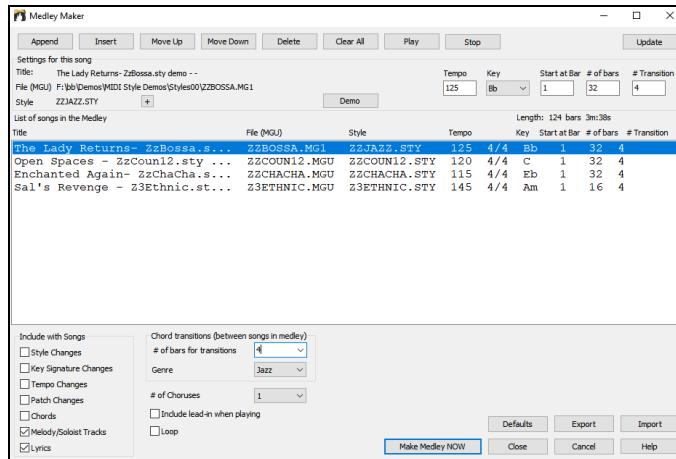 Medley Maker
Append Insert Move Up Move Down Delete Clear All Play Stop Update
Settings for this song
Title: The Lady Returns- ZzBossa.sty demo - - Tempo Key Start at Bar # of bars # Transition
File (MGU) F:\bb\Demos\MIDI Style Demos\Styles00\ZZBOSSA.MG1 125 Bb 1 32 4
Style ZZJAZZ.STY + Demo
List of songs in the Medley Length: 124 bars 3m:38s
Title File (MGU) Style Tempo Key Start at Bar # of bars # Transition
The Lady Returns- ZzBossa.s... ZZBOSSA.MG1 ZZJAZZ.STY 125 4/4 Bb 1 32 4
Open Spaces - ZzCoun12.sty ... ZZCOUN12.MGU ZZCOUN12.STY 120 4/4 C 1 32 4
Enchanted Again- ZzChaCha.s... ZZCHACHA.MGU ZZCHACHA.STY 115 4/4 Eb 1 32 4
Sal's Revenge - Z3Ethnic.st... Z3ETHNIC.MGU Z3ETHNIC.STY 145 4/4 Am 1 16 4
Include with Songs
Style Changes
Key Signature Changes
Tempo Changes
Patch Changes
Chords
Melody/Soloist Tracks
Lyrics
Chord transitions (between songs in medley)
# of bars for transitions 4
Genre Jazz
# of Choruses 1
Include lead-in when playing
Loop
Defaults Export Import
Make Medley NOW Close Cancel Help